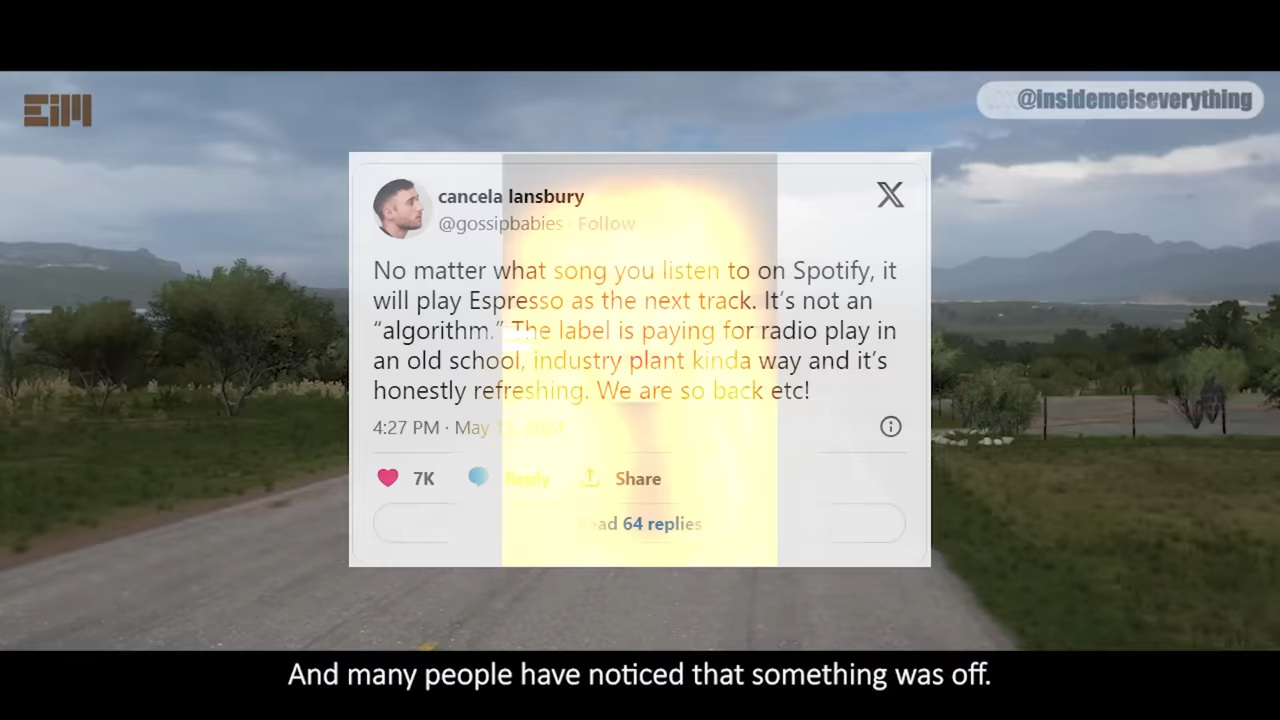 EIM
@insidemeiseverything
cancela lansbury
@gossipbabies · Follow
No matter what song you listen to on Spotify, it
will play Espresso as the next track. It’s not an
“algorithm.” The label is paying for radio play in
an old school, industry plant kinda way and it’s
honestly refreshing. We are so back etc!
4:27 PM · May
7K Reply Share
64 replies
And many people have noticed that something was off.